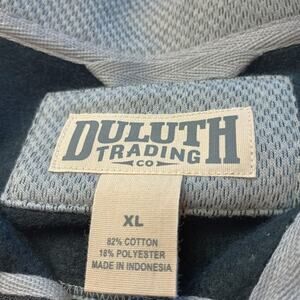 DULUTH
TRADING
CO
XL
82% COTTON
18% POLYESTER
MADE IN INDONESIA